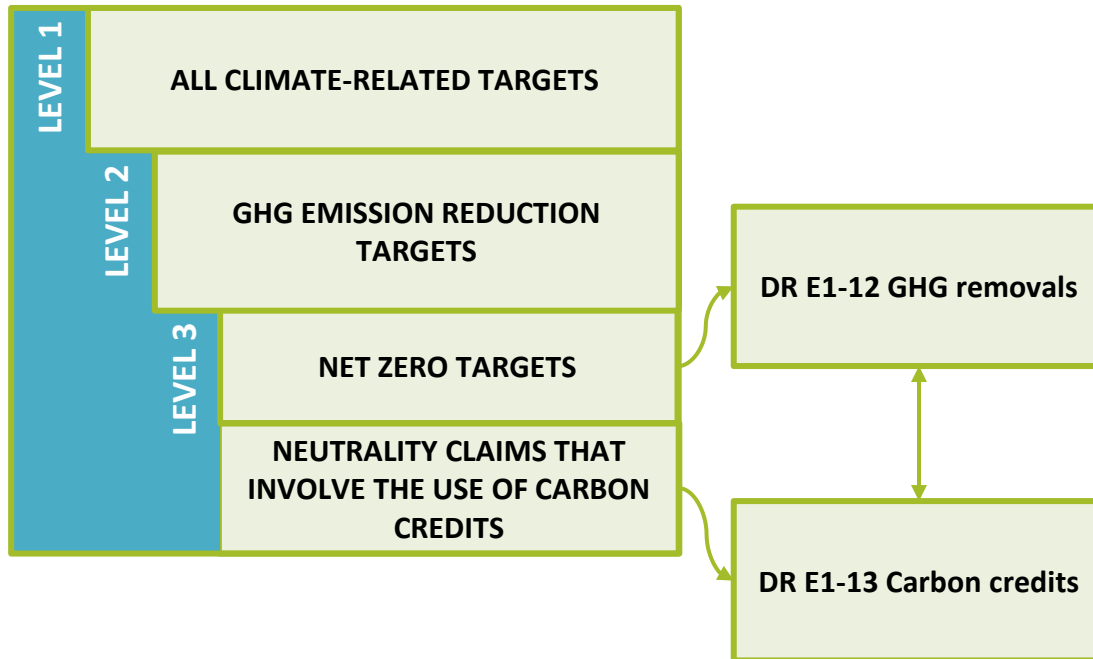 LEVEL 1
ALL CLIMATE-RELATED TARGETS
LEVEL 2
GHG EMISSION REDUCTION
TARGETS
LEVEL 3
NET ZERO TARGETS
NEUTRALITY CLAIMS THAT
INVOLVE THE USE OF CARBON
CREDITS
DR E1-12 GHG removals
DR E1-13 Carbon credits